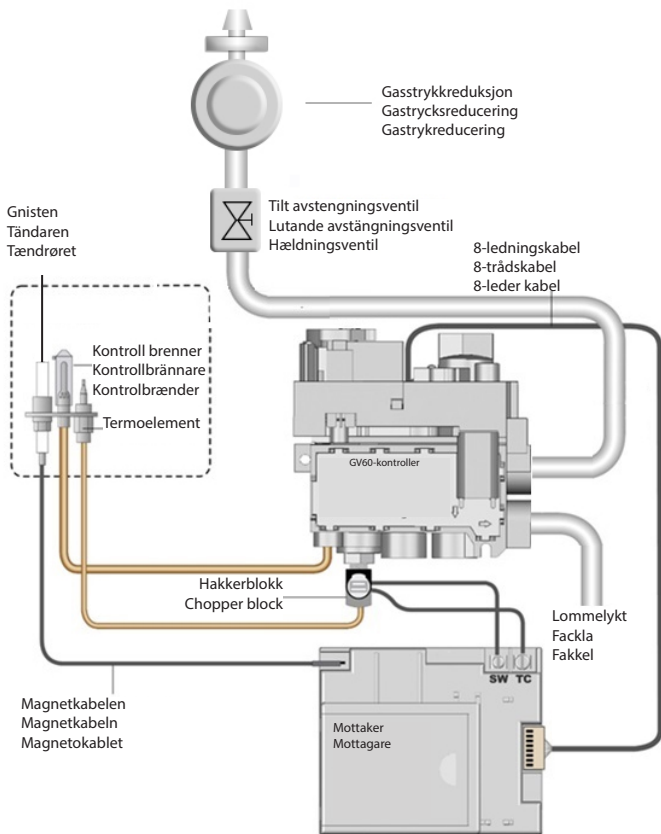 Gasstrykkreduksjon
Gastrycksreducering
Gastrykreducering
Tilt avstengningsventil
Lutande avstängningsventil
Hældningsventil
Gnisten
Tändaren
Tændrøret
8-ledningskabel
8-trådskabel
8-leder kabel
Kontroll brenner
Kontrollbrännare
Kontrolbrænder
Termoelement
GV60-kontroller
Hakkerblokk
Chopper block
Lommelykt
Fackla
Fakkel
SW TC
Magnetkabelen
Magnetkabeln
Magnetokablet
Mottaker
Mottagare